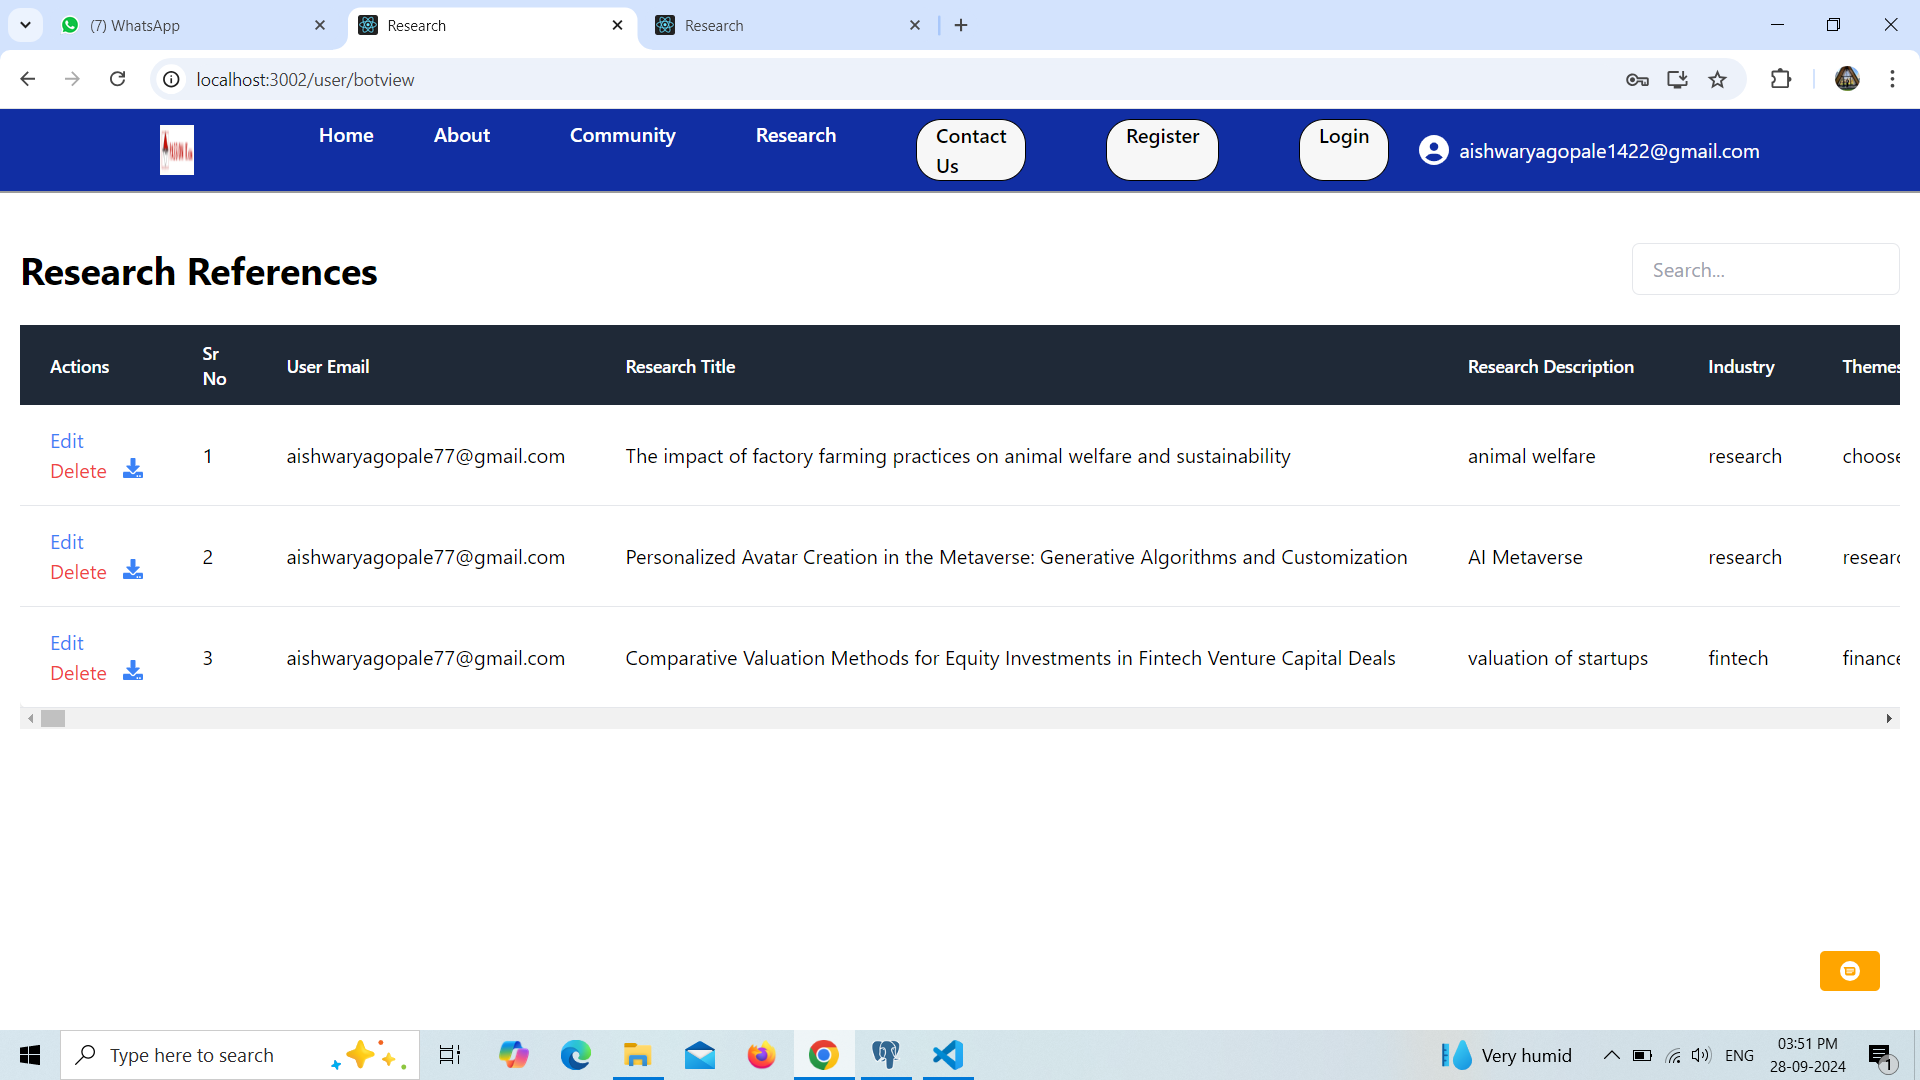 (7) WhatsApp
Research
Research
localhost:3002/user/botview
Home
About
Community
Research
Contact
Us
Register
Login
aishwaryagopale1422@gmail.com
Research References
Search...
Actions
Sr
No
User Email
Research Title
Research Description
Industry
Themes
Edit
Delete
1
aishwaryagopale77@gmail.com
The impact of factory farming practices on animal welfare and sustainability
animal welfare
research
choose
Edit
Delete
2
aishwaryagopale77@gmail.com
Personalized Avatar Creation in the Metaverse: Generative Algorithms and Customization
AI Metaverse
research
researc
Edit
Delete
3
aishwaryagopale77@gmail.com
Comparative Valuation Methods for Equity Investments in Fintech Venture Capital Deals
valuation of startups
fintech
finance
Type here to search
Very humid
ENG
03:51 PM
28-09-2024
1